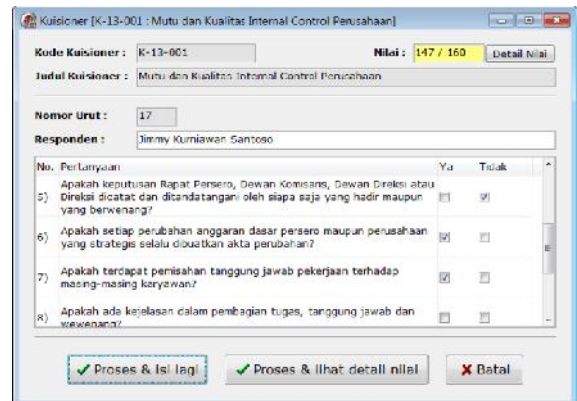 Kuisioner [K-13-001 : Mutu dan Kualitas Internal Control Perusahaan]
Kode Kuisioner : K-13-001 Nilai : 147 / 160 Detail Nilai
Judul Kuisioner : Mutu dan Kualitas Internal Control Perusahaan
Nomor Urut : 17
Responden : Jimmy Kurniawan Santoso
No. Pertanyaan Ya Tidak
Apakah keputusan Rapat Persero, Dewan Komisaris, Dewan Direksi atau
5) Direksi dicatat dan ditandatangani oleh siapa saja yang hadir maupun
yang berwenang?
6) Apakah setiap perubahan anggaran dasar persero maupun perusahaan
yang strategis selalu dibuatkan akta perubahan?
7) Apakah terdapat pemisahan tanggung jawab pekerjaan terhadap
masing-masing karyawan?
8) Apakah ada kejelasan dalam pembagian tugas, tanggung jawab dan
wewenang?
Proses & isi lagi Proses & lihat detail nilai Batal